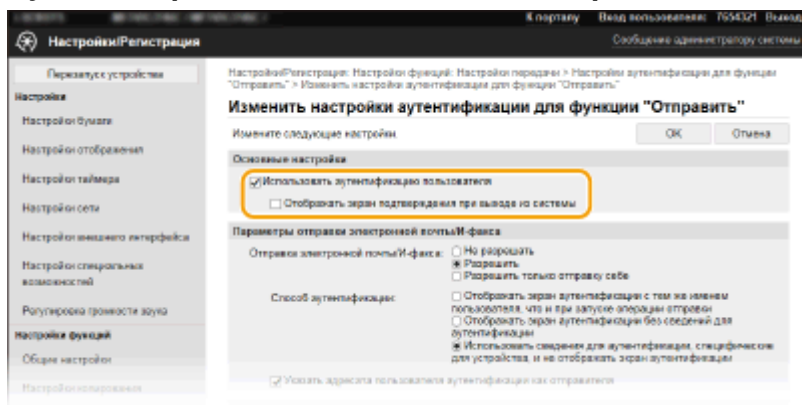 К порталу Вход пользователя: 7654321 Выход
Настройки/Регистрация
Сообщение администратору системы
Перезапуск устройства
Настройки
Настройки бумаги
Настройки отображения
Настройки таймера
Настройки сети
Настройки внешнего интерфейса
Настройки специальных
возможностей
Регулировка громкости звука
Настройки функций
Общие настройки
Настройки копирования
Настройки/Регистрация: Настройки функций: Настройки передачи > Настройки аутентификации для функции
"Отправить" > Изменить настройки аутентификации для функции "Отправить"
Изменить настройки аутентификации для функции "Отправить"
Измените следующие настройки.
OK Отмена
Основные настройки
Использовать аутентификацию пользователя
Отображать экран подтверждения при выводе из системы
Параметры отправки электронной почты/И-факса
Отправка электронной почты/И-факса:
Не разрешать
Разрешить
Разрешить только отправку себе
Способ аутентификации:
Отображать экран аутентификации с тем же именем
пользователя, что и при запуске операции отправки
Отображать экран аутентификации без сведений для
аутентификации
Использовать сведения для аутентификации, специфические
для устройства, и не отображать экран аутентификации
Указать адресата пользователя аутентификации как отправителя